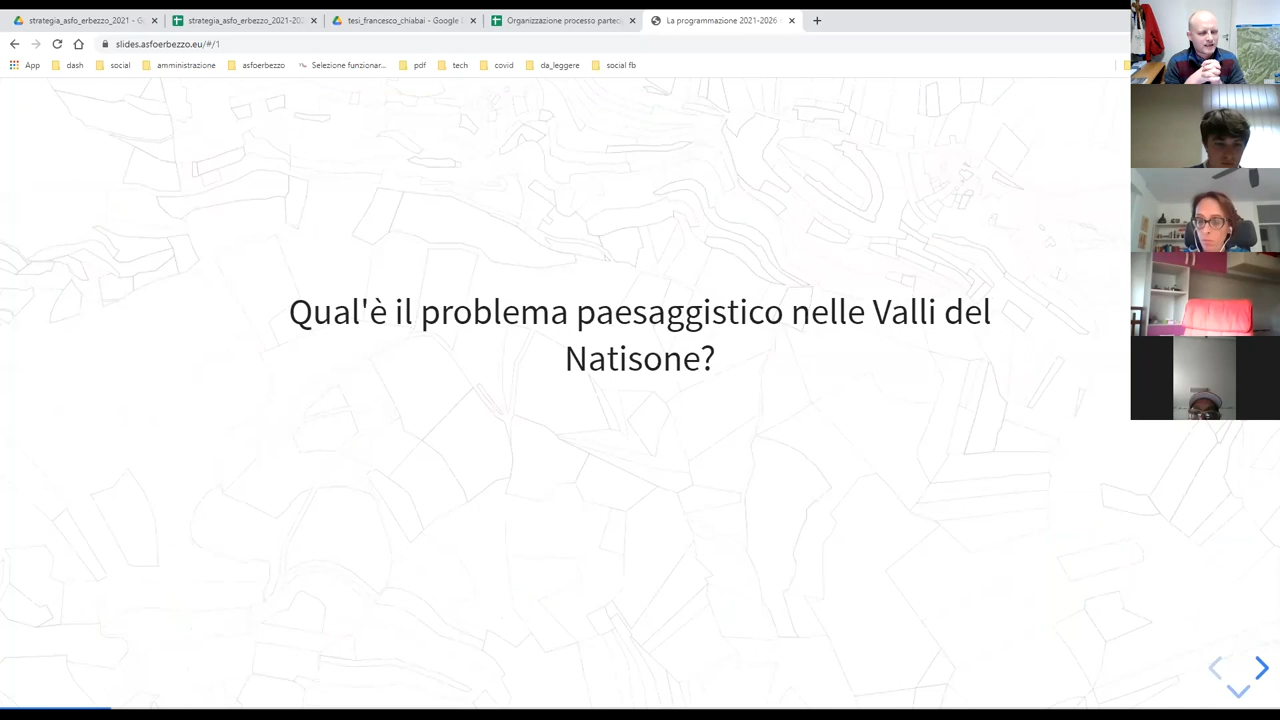 strategia_asfo_erbezzo_2021 - G
strategia_asfo_erbezzo_2021-202
tesi_francesco_chiabai - Google
Organizzazione processo parteci
La programmazione 2021-2026
slides.asfoerbezzo.eu/#/1
App
dash
social
amministrazione
asfoerbezzo
Selezione funzionar...
pdf
tech
covid
da_leggere
social fb
Qual'è il problema paesaggistico nelle Valli del
Natisone?